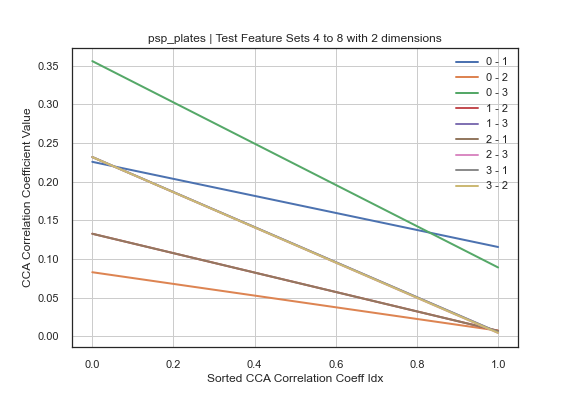 psp_plates | Test Feature Sets 4 to 8 with 2 dimensions
0.35
0.30
0.25
0.20
0.15
0.10
0.05
0.00
CCA Correlation Coefficient Value
0 - 1
0 - 2
0 - 3
1 - 2
1 - 3
2 - 1
2 - 3
3 - 1
3 - 2
0.0 0.2 0.4 0.6 0.8 1.0
Sorted CCA Correlation Coeff Idx